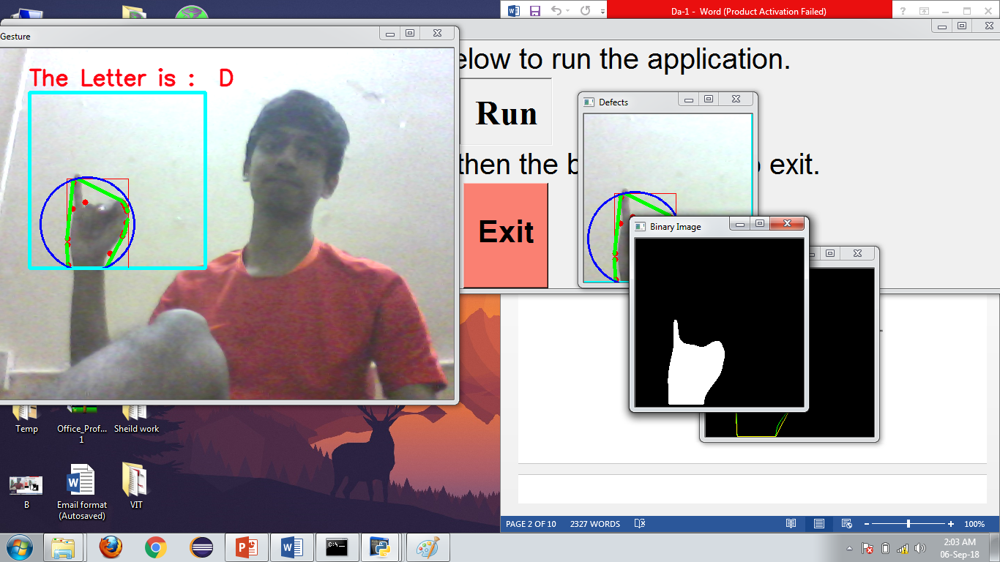 Da-1 - Word (Product Activation Failed)
Gesture
The Letter is : D
elow to run the application.
Run
Defects
then the b
exit.
Exit
Binary Image
Temp
Office_Prof...
1
Sheild work
B
Email format
(Autosaved)
VIT
PAGE 2 OF 10 2327 WORDS 100%
2:03 AM
06-Sep-18